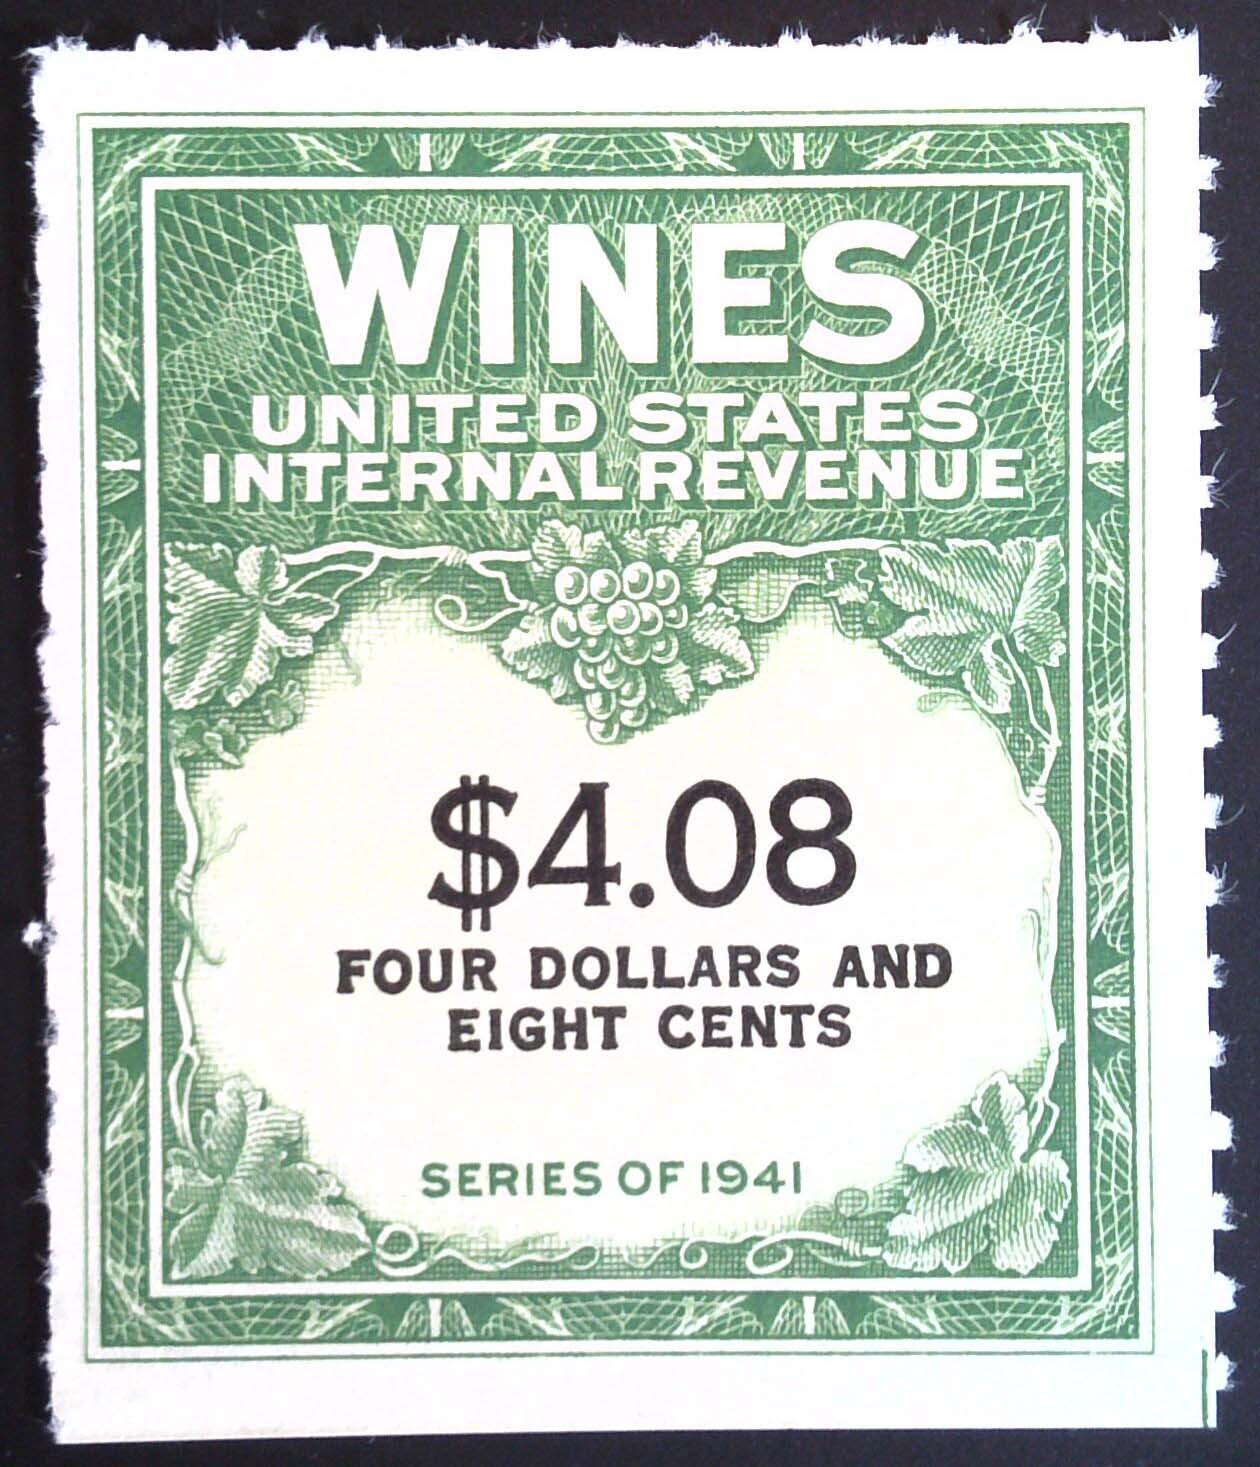 WINES
UNITED STATES
INTERNAL REVENUE
$4.08
FOUR DOLLARS AND
EIGHT CENTS
SERIES OF 1941